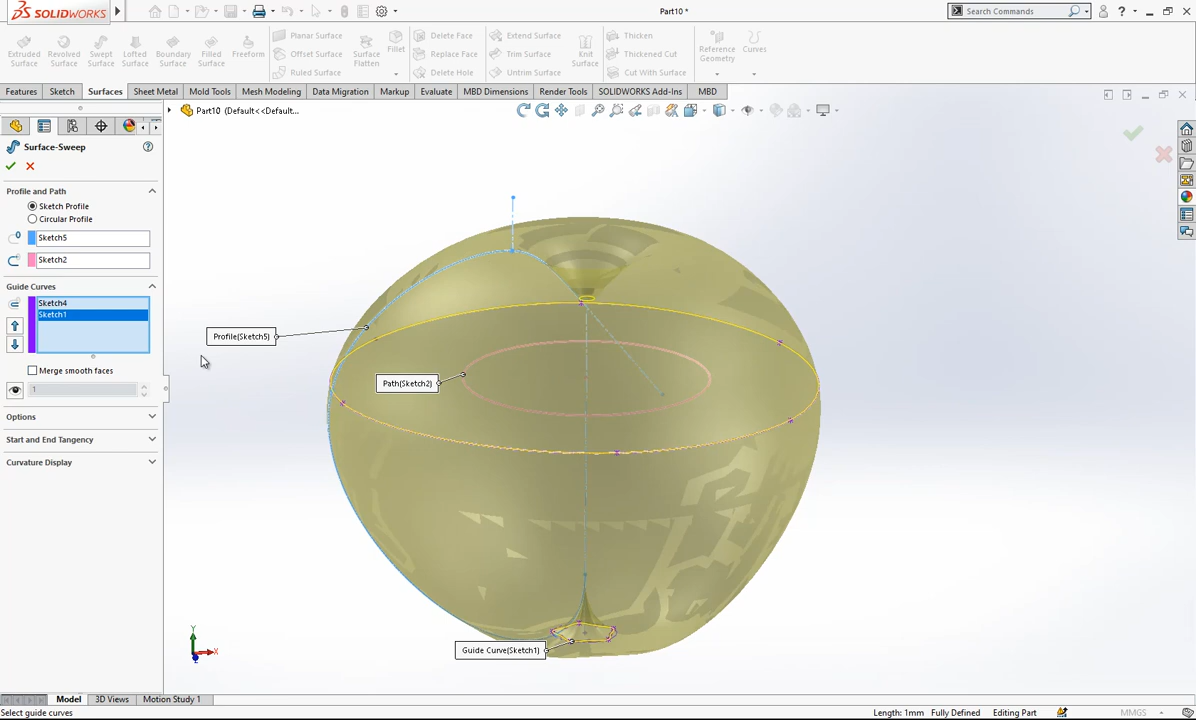 SOLIDWORKS
Part10 *
Search Commands
?
Extruded Surface
Revolved Surface
Swept Surface
Lofted Surface
Boundary Surface
Filled Surface
Freeform
Planar Surface
Offset Surface
Ruled Surface
Surface Flatten
Fillet
Delete Face
Replace Face
Delete Hole
Extend Surface
Trim Surface
Untrim Surface
Knit Surface
Thicken
Thickened Cut
Cut With Surface
Reference Geometry
Curves
Features
Sketch
Surfaces
Sheet Metal
Mold Tools
Mesh Modeling
Data Migration
Markup
Evaluate
MBD Dimensions
Render Tools
SOLIDWORKS Add-Ins
MBD
Part10 (Default<<Default...
Surface-Sweep
?
Profile and Path
Sketch Profile
Circular Profile
Sketch5
Sketch2
Guide Curves
Sketch4
Sketch1
Merge smooth faces
1
Options
Start and End Tangency
Curvature Display
Profile(Sketch5)
Path(Sketch2)
Guide Curve(Sketch1)
Y
X
Z
Model
3D Views
Motion Study 1
Select guide curves
Length: 1mm
Fully Defined
Editing Part
MMGS